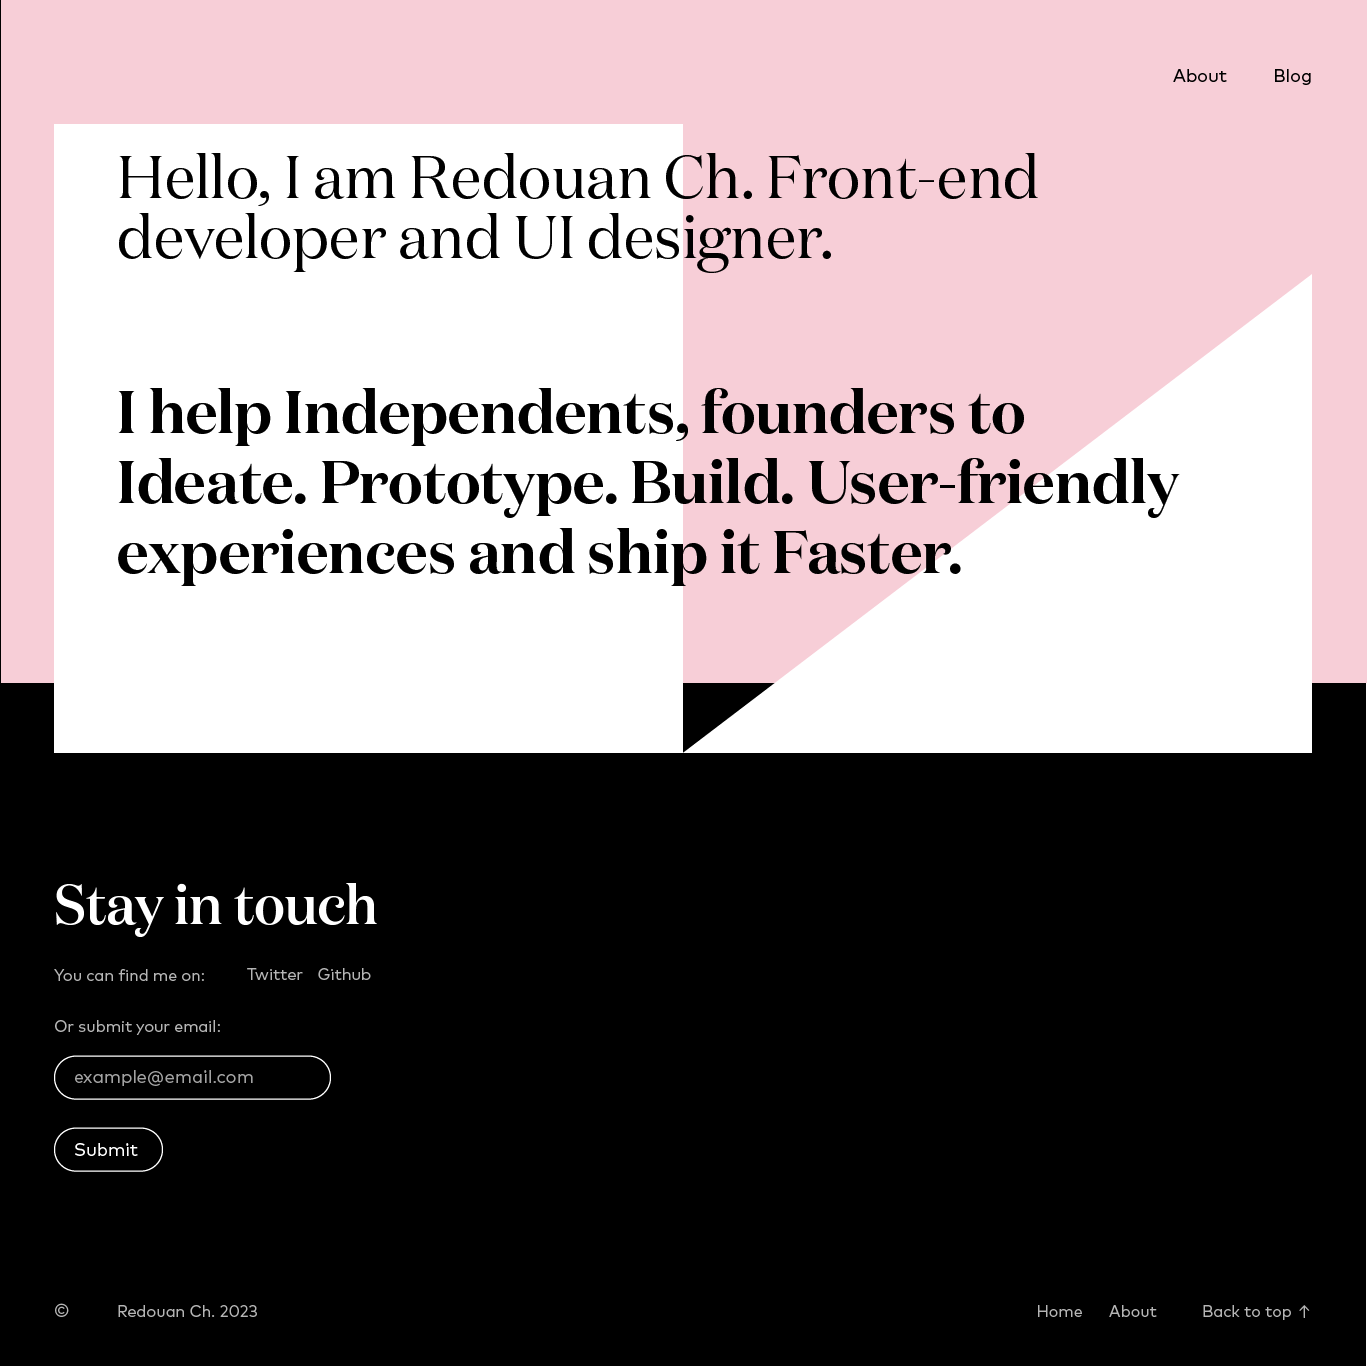 About Blog
Hello, I am Redouan Ch. Front-end
developer and UI designer.
I help Independents, founders to
Ideate. Prototype. Build. User-friendly
experiences and ship it Faster.
Stay in touch
You can find me on: Twitter Github
Or submit your email:
example@email.com
Submit
© Redouan Ch. 2023 Home About Back to top ↑